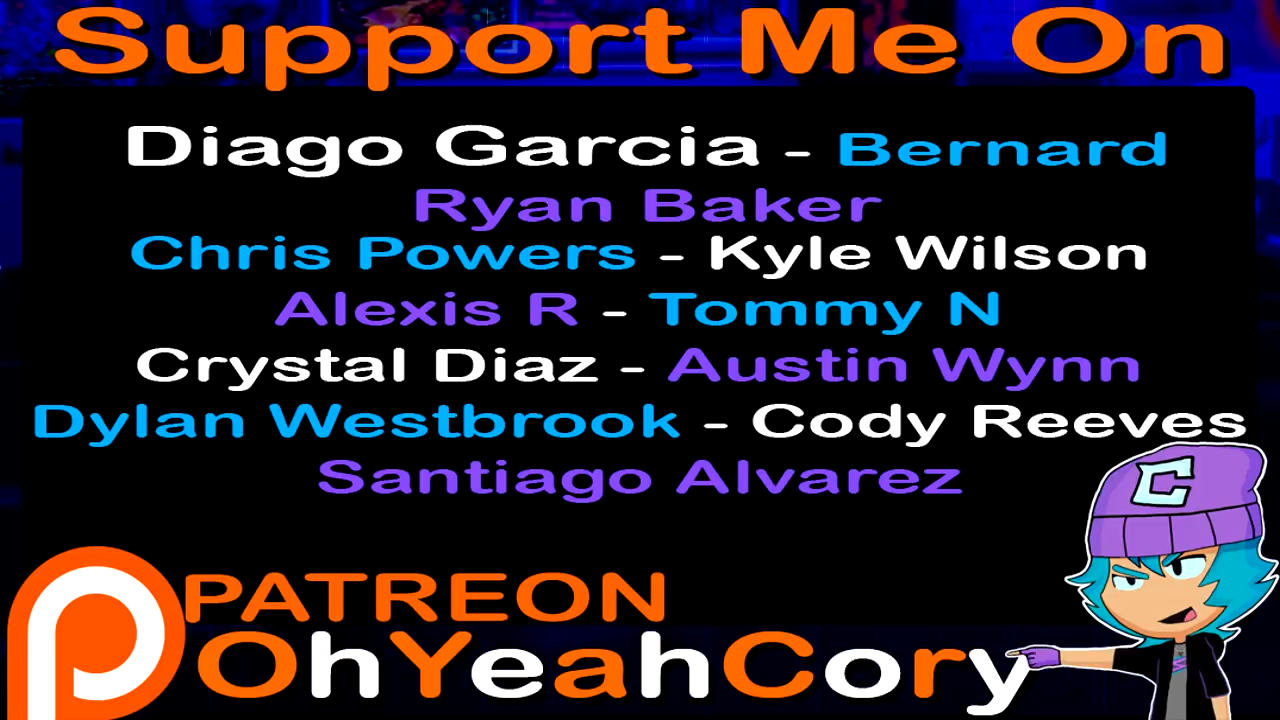 Support Me On
Diago Garcia - Bernard
Ryan Baker
Chris Powers - Kyle Wilson
Alexis R - Tommy N
Crystal Diaz - Austin Wynn
Dylan Westbrook - Cody Reeves
Santiago Alvarez
C
PATREON
OhYeahCory